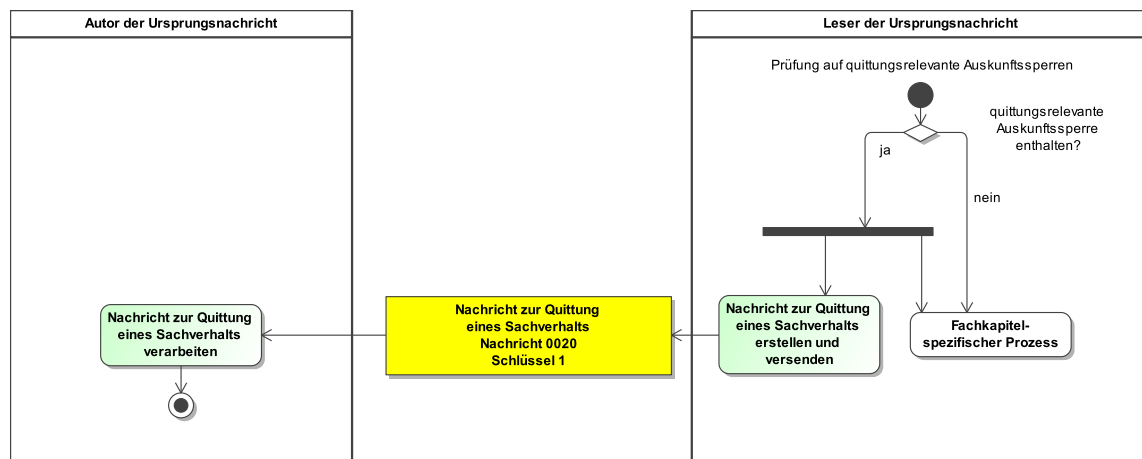 Autor der Ursprungsnachricht
Leser der Ursprungsnachricht
Prüfung auf quittungsrelevante Auskunftssperren
quittungsrelevante
Auskunftssperre
enthalten?
ja
nein
Nachricht zur Quittung
eines Sachverhalts
verarbeiten
Nachricht zur Quittung
eines Sachverhalts
Nachricht 0020
Schlüssel 1
Nachricht zur Quittung
eines Sachverhalts
erstellen und
versenden
Fachkapitel-
spezifischer Prozess